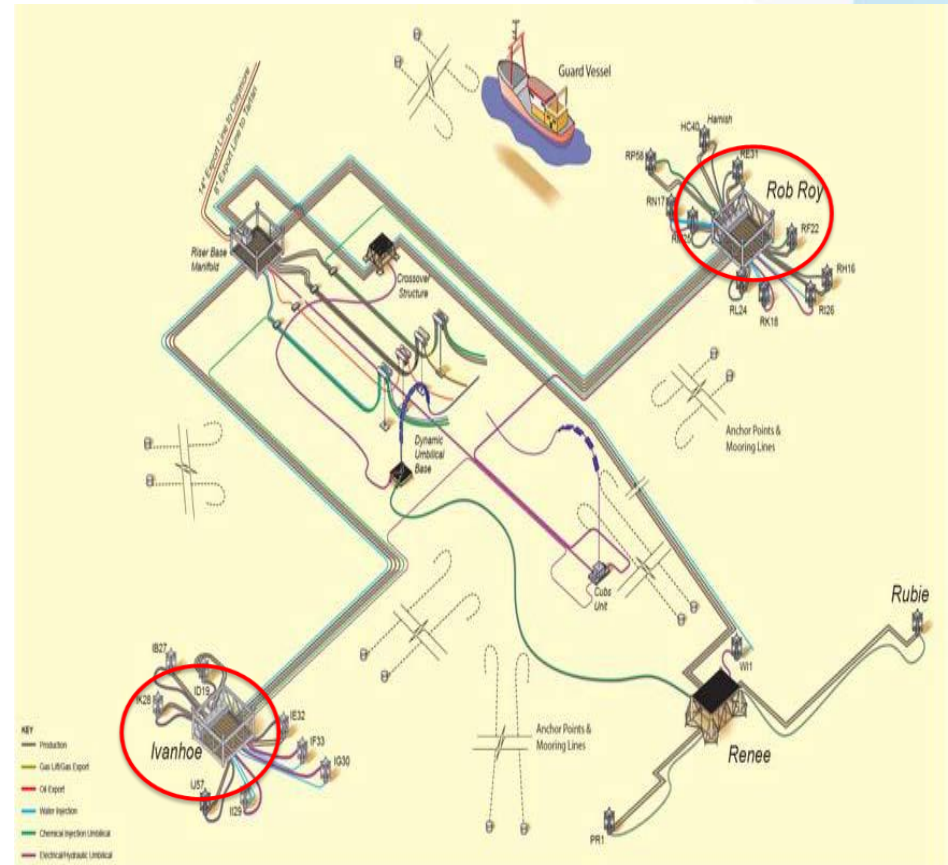 Guard Vessel
14" Export Line to Claymore
8" Export Line to Tartan
HC40
Hamish
RP58
RE31
Rob Roy
RN17
RF22
RH16
RL24
RK18
RI26
Riser Base
Manifold
Crossover
Structure
Anchor Points &
Mooring Lines
Dynamic
Umbilical
Base
Cubs
Unit
Rubie
WI1
Renee
PR1
Anchor Points &
Mooring Lines
IB27
ID19
IK28
IE32
IF33
IG30
Ivanhoe
II29
KEY
Production
Gas Lift/Gas Export
Oil Export
Water Injection
Chemical Injection Umbilical
Electrical/Hydraulic Umbilical